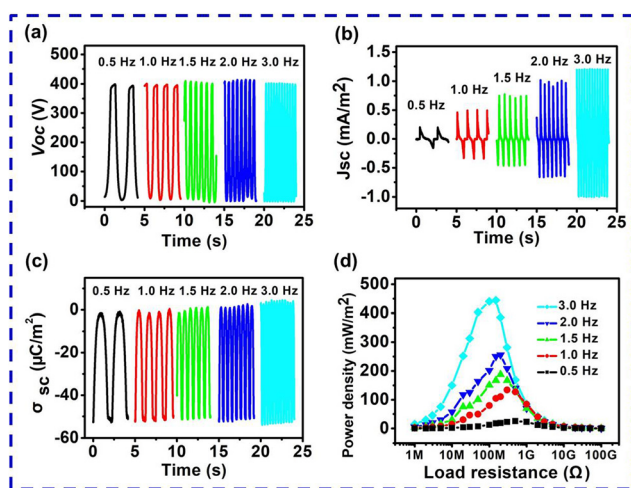 (a)
500
400
300
200
100
0
Voc (V)
0.5 Hz 1.0 Hz 1.5 Hz 2.0 Hz 3.0 Hz
0 5 10 15 20 25
Time (s)
(b)
1.0
0.5
0.0
-0.5
-1.0
Jsc (mA/m²)
0.5 Hz
1.0 Hz
1.5 Hz
2.0 Hz
3.0 Hz
0 5 10 15 20 25
Time (s)
(c)
0
-20
-40
-60
σ sc (µC/m²)
0.5 Hz 1.0 Hz 1.5 Hz 2.0 Hz 3.0 Hz
0 5 10 15 20 25
Time (s)
(d)
500
400
300
200
100
0
Power density (mW/m²)
3.0 Hz
2.0 Hz
1.5 Hz
1.0 Hz
0.5 Hz
1M 10M 100M 1G 10G 100G
Load resistance (Ω)